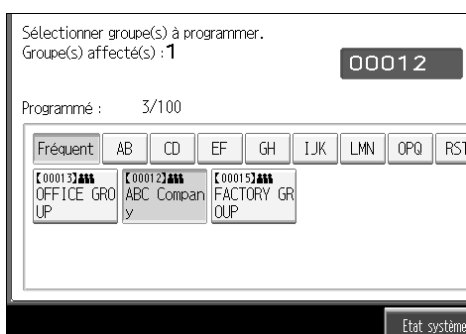 Sélectionner groupe(s) à programmer.
Groupe(s) affecté(s) :1
00012
Programmé : 3/100
Fréquent AB CD EF GH IJK LMN OPQ RST
【00013】 【00012】 【00015】
OFFICE GRO ABC Compan FACTORY GR
UP y OUP
Etat système